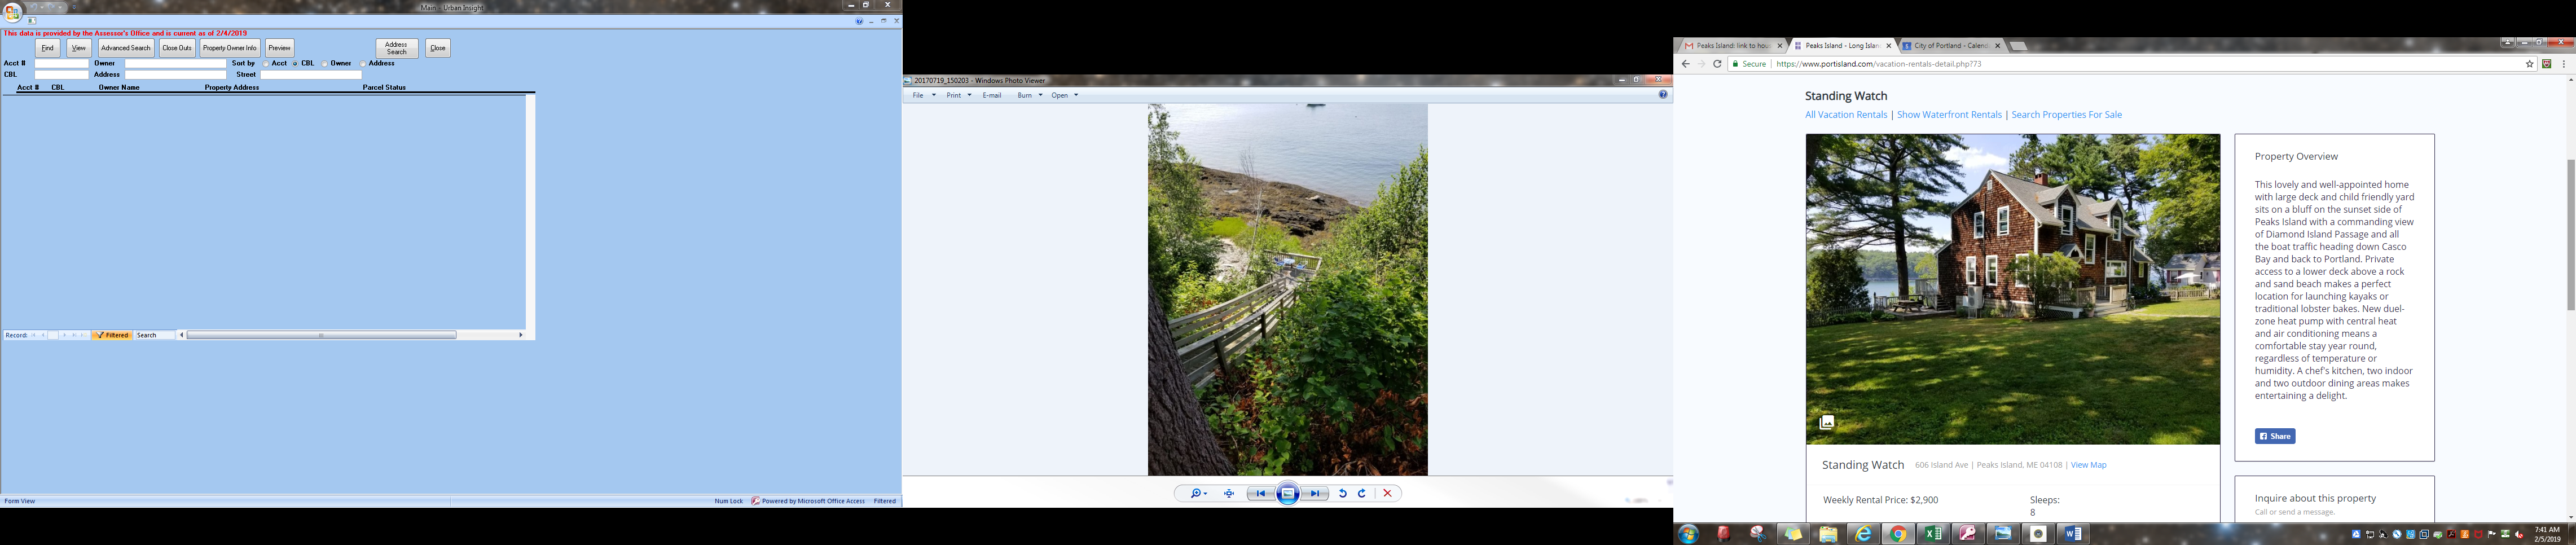 Main - Urban Insight
This data is provided by the Assessor's Office and is current as of 2/4/2019
Find View Advanced Search Close Outs Property Owner Info Preview Address Search Close
Acct # Owner Sort by Acct CBL Owner Address
CBL Address Street
Acct # CBL Owner Name Property Address Parcel Status
Record: Filtered Search
Form View Num Lock Powered by Microsoft Office Access Filtered
20170719_150203 - Windows Photo Viewer
File Print E-mail Burn Open
Peaks Island: link to hou Peaks Island - Long Islan City of Portland - Calend
Secure https://www.portisland.com/vacation-rentals-detail.php?73
Standing Watch
All Vacation Rentals | Show Waterfront Rentals | Search Properties For Sale
Standing Watch 606 Island Ave | Peaks Island, ME 04108 | View Map
Weekly Rental Price: $2,900 Sleeps:
8
Property Overview
This lovely and well-appointed home
with large deck and child friendly yard
sits on a bluff on the sunset side of
Peaks Island with a commanding view
of Diamond Island Passage and all
the boat traffic heading down Casco
Bay and back to Portland. Private
access to a lower deck above a rock
and sand beach makes a perfect
location for launching kayaks or
traditional lobster bakes. New duel-
zone heat pump with central heat
and air conditioning means a
comfortable stay year round,
regardless of temperature or
humidity. A chef's kitchen, two indoor
and two outdoor dining areas makes
entertaining a delight.
Share
Inquire about this property
Call or send a message.
7:41 AM
2/5/2019